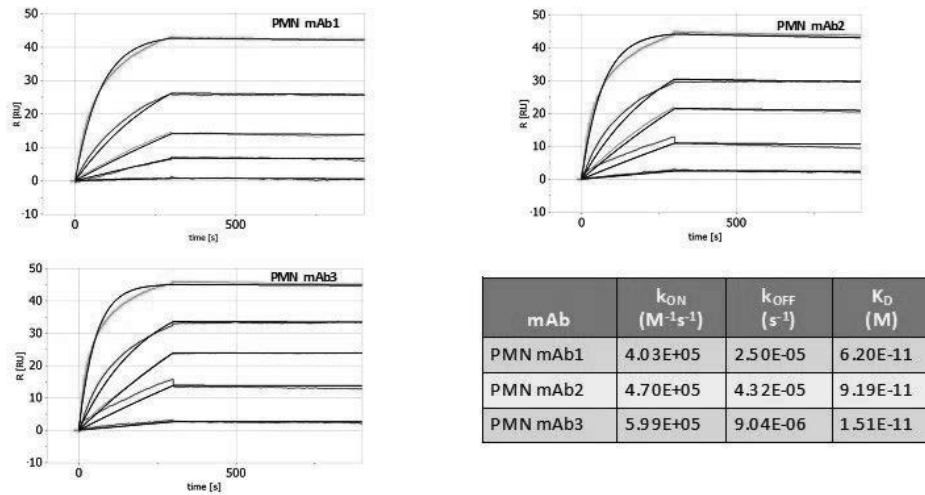 PMN mAb1
50
40
30
20
10
0
-10
R [RU]
0
500
time [s]
PMN mAb2
50
40
30
20
10
0
-10
R [RU]
0
500
time [s]
PMN mAb3
50
40
30
20
10
0
-10
R [RU]
0
500
time [s]
mAb kON (M-1s-1) kOFF (s-1) KD (M)
PMN mAb1 4.03E+05 2.50E-05 6.20E-11
PMN mAb2 4.70E+05 4.32E-05 9.19E-11
PMN mAb3 5.99E+05 9.04E-06 1.51E-11